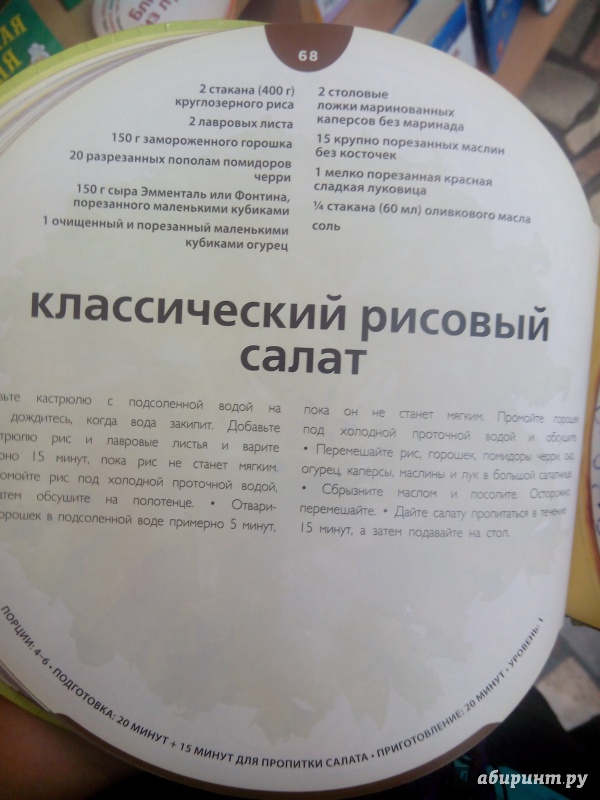 68
2 стакана (400 г)
круглозерного риса
2 лавровых листа
150 г замороженного горошка
20 разрезанных пополам помидоров
черри
150 г сыра Эмменталь или Фонтина,
порезанного маленькими кубиками
1 очищенный и порезанный маленькими
кубиками огурец
2 столовые
ложки маринованных
каперсов без маринада
15 крупно порезанных маслин
без косточек
1 мелко порезанная красная
сладкая луковица
¼ стакана (60 мл) оливкового масла
соль
классический рисовый
салат
вьте кастрюлю с подсоленной водой на
дождитесь, когда вода закипит. Добавьте
трюлю рис и лавровые листья и варите
рно 15 минут, пока рис не станет мягким.
омойте рис под холодной проточной водой,
атем обсушите на полотенце. • Отвари-
орошек в подсоленной воде примерно 5 минут,
пока он не станет мягким. Промойте горошек
под холодной проточной водой и обсушите.
• Перемешайте рис, горошек, помидоры черри, сыр,
огурец, каперсы, маслины и лук в большой салатнице.
• Сбрызните маслом и посолите. Осторожно
перемешайте. • Дайте салату пропитаться в течение
15 минут, а затем подавайте на стол.
ПОРЦИИ: 4–6 • ПОДГОТОВКА: 20 МИНУТ + 15 МИНУТ ДЛЯ ПРОПИТКИ САЛАТА • ПРИГОТОВЛЕНИЕ: 20 МИНУТ • УРОВЕНЬ: 1
абиринт.ру